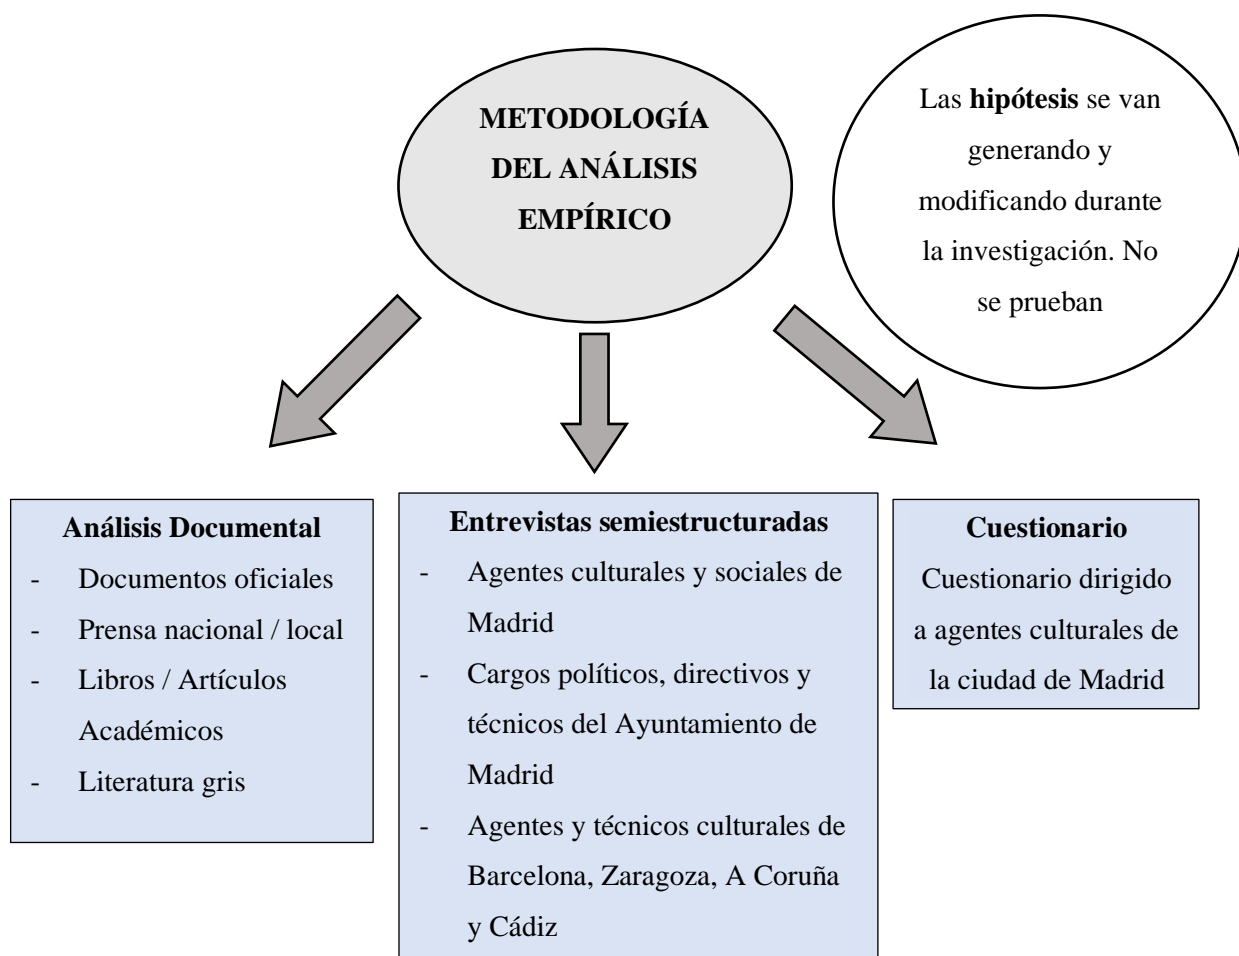 METODOLOGÍA
DEL ANÁLISIS
EMPÍRICO
Las hipótesis se van
generando y
modificando durante
la investigación. No
se prueban
Análisis Documental
- Documentos oficiales
- Prensa nacional / local
- Libros / Artículos
Académicos
- Literatura gris
Entrevistas semiestructuradas
- Agentes culturales y sociales de
Madrid
- Cargos políticos, directivos y
técnicos del Ayuntamiento de
Madrid
- Agentes y técnicos culturales de
Barcelona, Zaragoza, A Coruña
y Cádiz
Cuestionario
Cuestionario dirigido
a agentes culturales de
la ciudad de Madrid